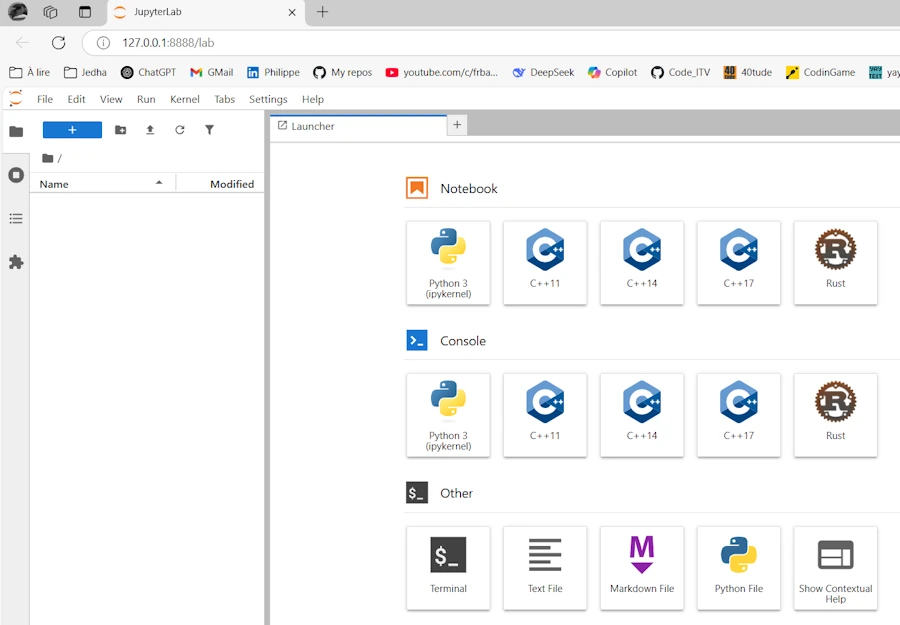 JupyterLab
127.0.0.1:8888/lab
À lire Jedha ChatGPT GMail Philippe My repos youtube.com/c/frba... DeepSeek Copilot Code_ITV 40tude CodinGame yay
File Edit View Run Kernel Tabs Settings Help
Launcher
/
Name Modified
Notebook
Python 3
(ipykernel)
C++11
C++14
C++17
Rust
Console
Python 3
(ipykernel)
C++11
C++14
C++17
Rust
$_ Other
$_
Terminal
Text File
M
Markdown File
Python File
Show Contextual
Help